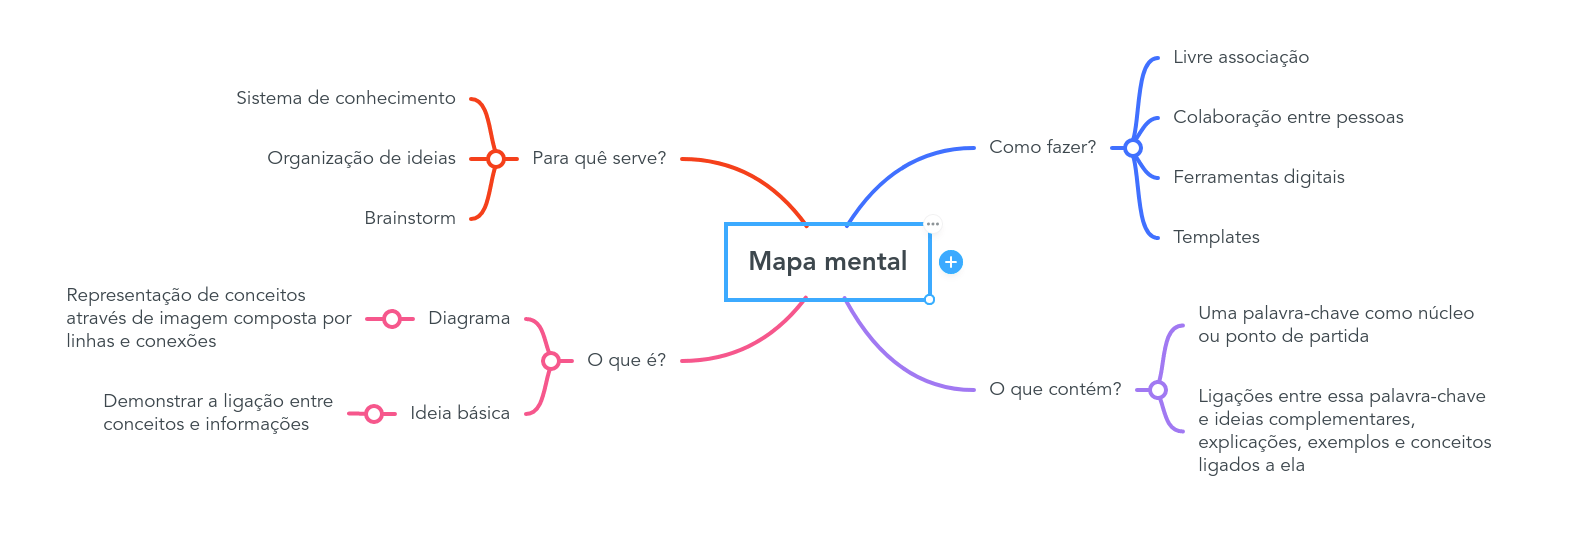 Mapa mental
Para quê serve?
Sistema de conhecimento
Organização de ideias
Brainstorm
O que é?
Diagrama
Representação de conceitos
através de imagem composta por
linhas e conexões
Ideia básica
Demonstrar a ligação entre
conceitos e informações
Como fazer?
Livre associação
Colaboração entre pessoas
Ferramentas digitais
Templates
O que contém?
Uma palavra-chave como núcleo
ou ponto de partida
Ligações entre essa palavra-chave
e ideias complementares,
explicações, exemplos e conceitos
ligados a ela